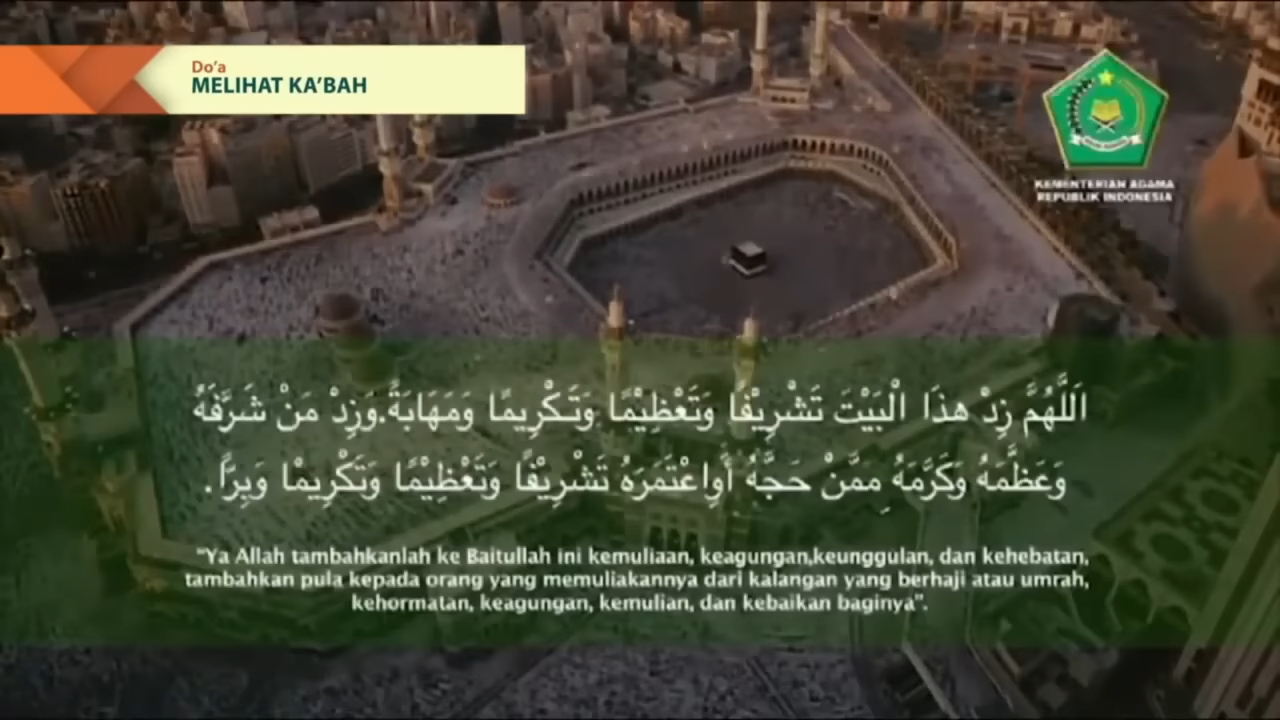 Do'a
MELIHAT KA'BAH
KEMENTERIAN AGAMA
REPUBLIK INDONESIA
اَللَّهُمَّ زِدْ هذَا الْبَيْتَ تَشْرِيْفًا وَتَعْظِيْمًا وَتَكْرِيمًا وَمَهَابَةً.وَزِدْ مَنْ شَرَّفَهُ
وَعَظَّمَهُ وَكَرَّمَهُ مِمَّنْ حَجَّهُ أَوِاعْتَمَرَهُ تَشْرِيْفًا وَتَعْظِيْمًا وَتَكْرِيمْا وَبِرًّا.
"Ya Allah tambahkanlah ke Baitullah ini kemuliaan, keagungan,keunggulan, dan kehebatan,
tambahkan pula kepada orang yang memuliakannya dari kalangan yang berhaji atau umrah,
kehormatan, keagungan, kemulian, dan kebaikan baginya".